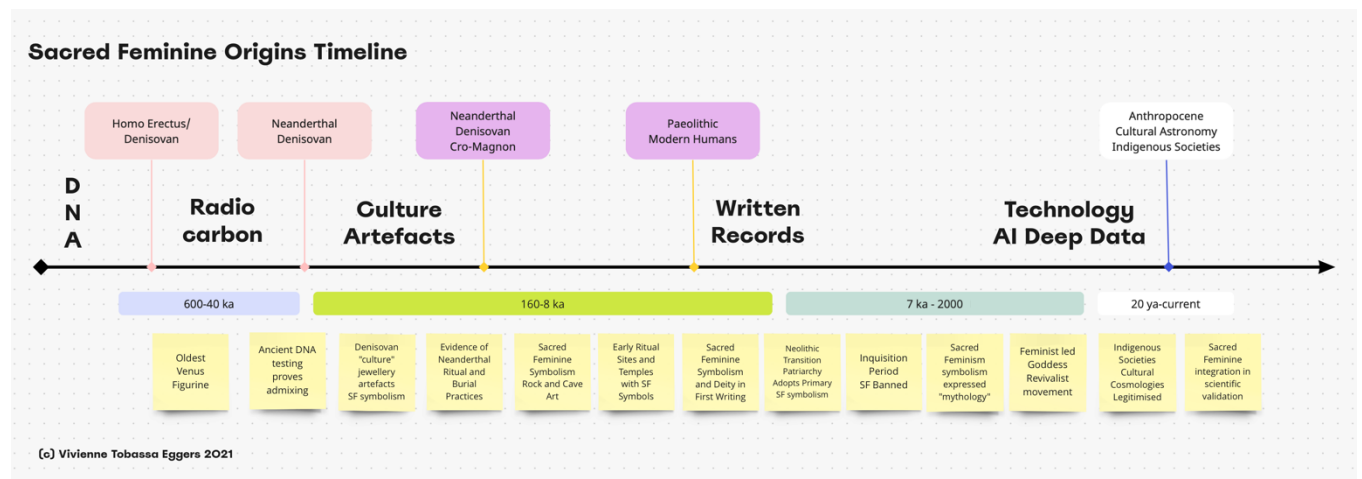 Sacred Feminine Origins Timeline
Homo Erectus/
Denisovan
Neanderthal
Denisovan
Neanderthal
Denisovan
Cro-Magnon
Paeolithic
Modern Humans
Anthropocene
Cultural Astronomy
Indigenous Societies
D
N
A
Radio
carbon
Culture
Artefacts
Written
Records
Technology
AI Deep Data
600-40 ka
160-8 ka
7 ka - 2000
20 ya-current
Oldest
Venus
Figurine
Ancient DNA
testing
proves
admixing
Denisovan
"culture"
jewellery
artefacts
SF symbolism
Evidence of
Neanderthal
Ritual and
Burial
Practices
Sacred
Feminine
Symbolism
Rock and Cave
Art
Early Ritual
Sites and
Temples
with SF
Symbols
Sacred
Feminine
Symbolism
and Deity in
First Writing
Neolithic
Transition
Patriarchy
Adopts Primary
SF symbolism
Inquisition
Period
SF Banned
Sacred
Feminism
symbolism
expressed
"mythology"
Feminist led
Goddess
Revivalist
movement
Indigenous
Societies
Cultural
Cosmologies
Legitimised
Sacred
Feminine
integration in
scientific
validation
(c) Vivienne Tobassa Eggers 2021